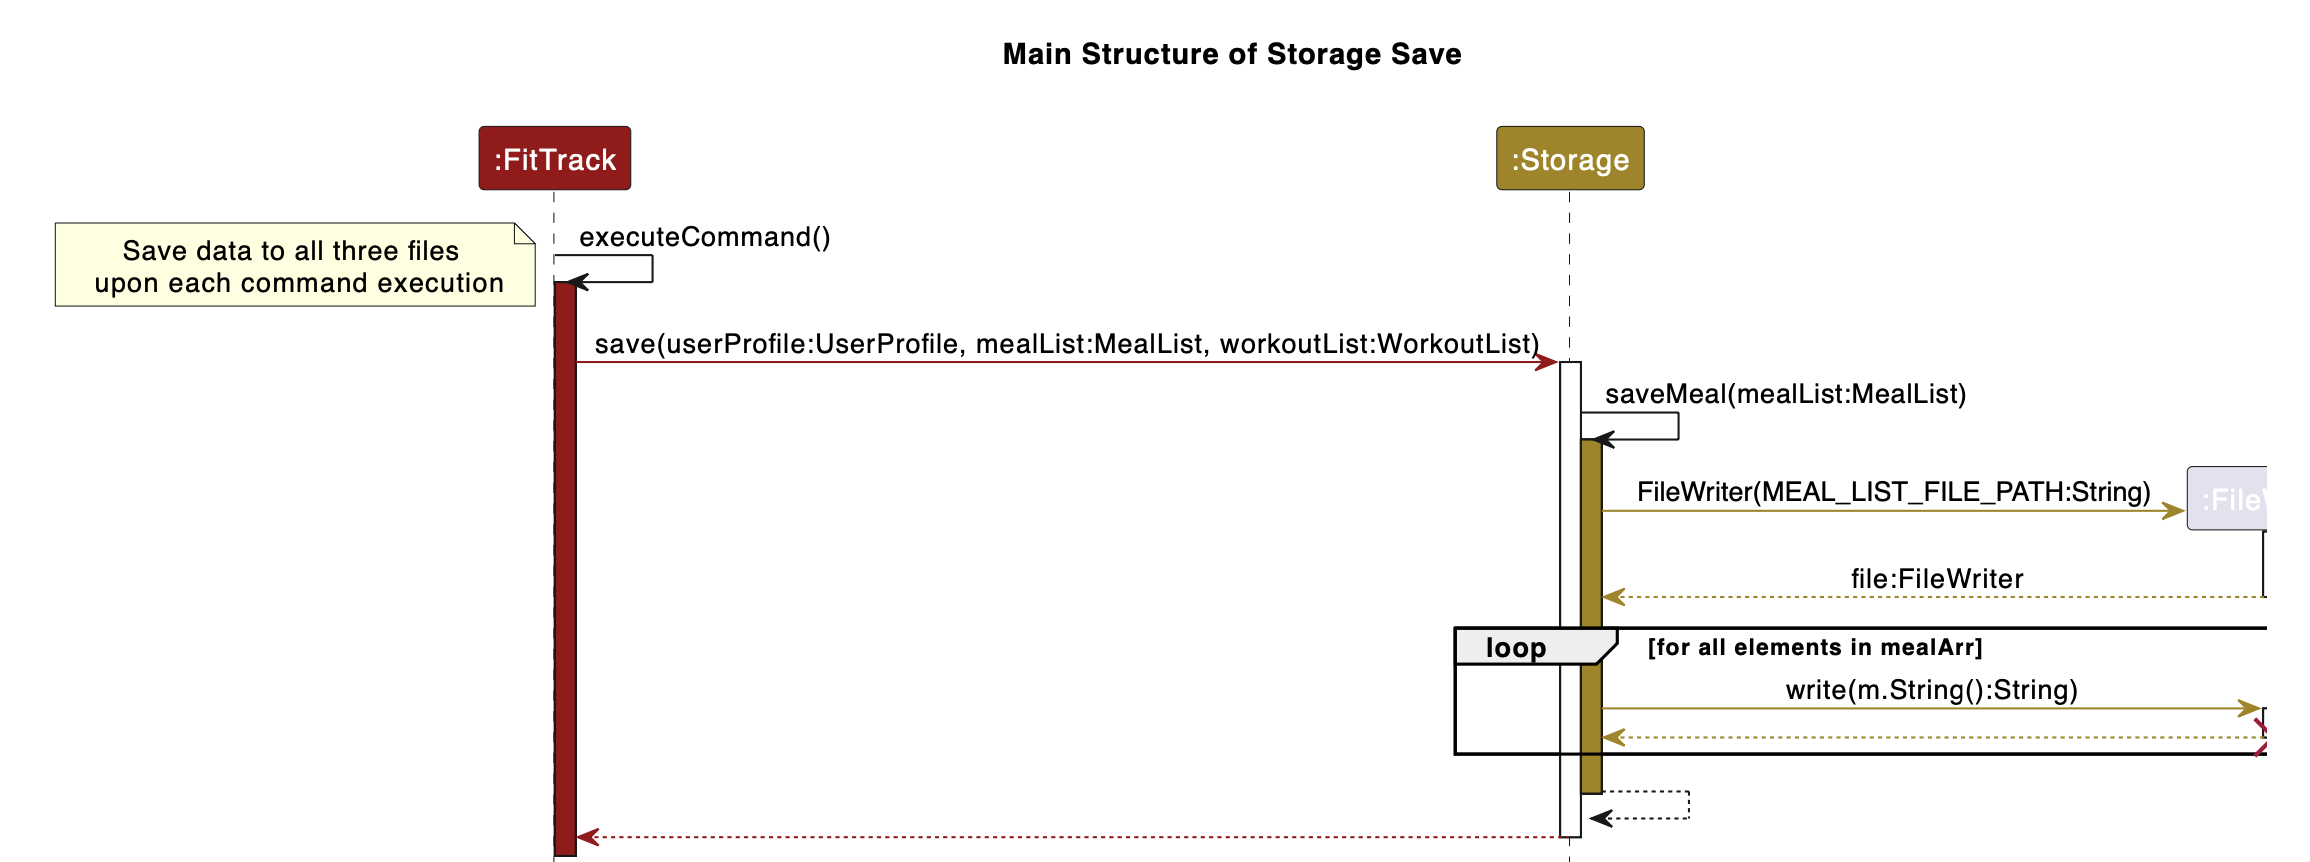 Main Structure of Storage Save
:FitTrack
:Storage
Save data to all three files
upon each command execution
executeCommand()
save(userProfile:UserProfile, mealList:MealList, workoutList:WorkoutList)
saveMeal(mealList:MealList)
FileWriter(MEAL_LIST_FILE_PATH:String)
:File
file:FileWriter
loop
[for all elements in mealArr]
write(m.String():String)